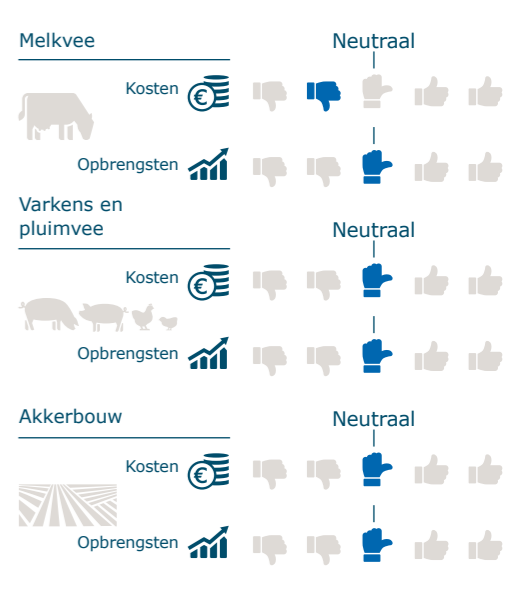 Melkvee
Neutraal
Kosten
Opbrengsten
Varkens en
pluimvee
Neutraal
Kosten
Opbrengsten
Akkerbouw
Neutraal
Kosten
Opbrengsten